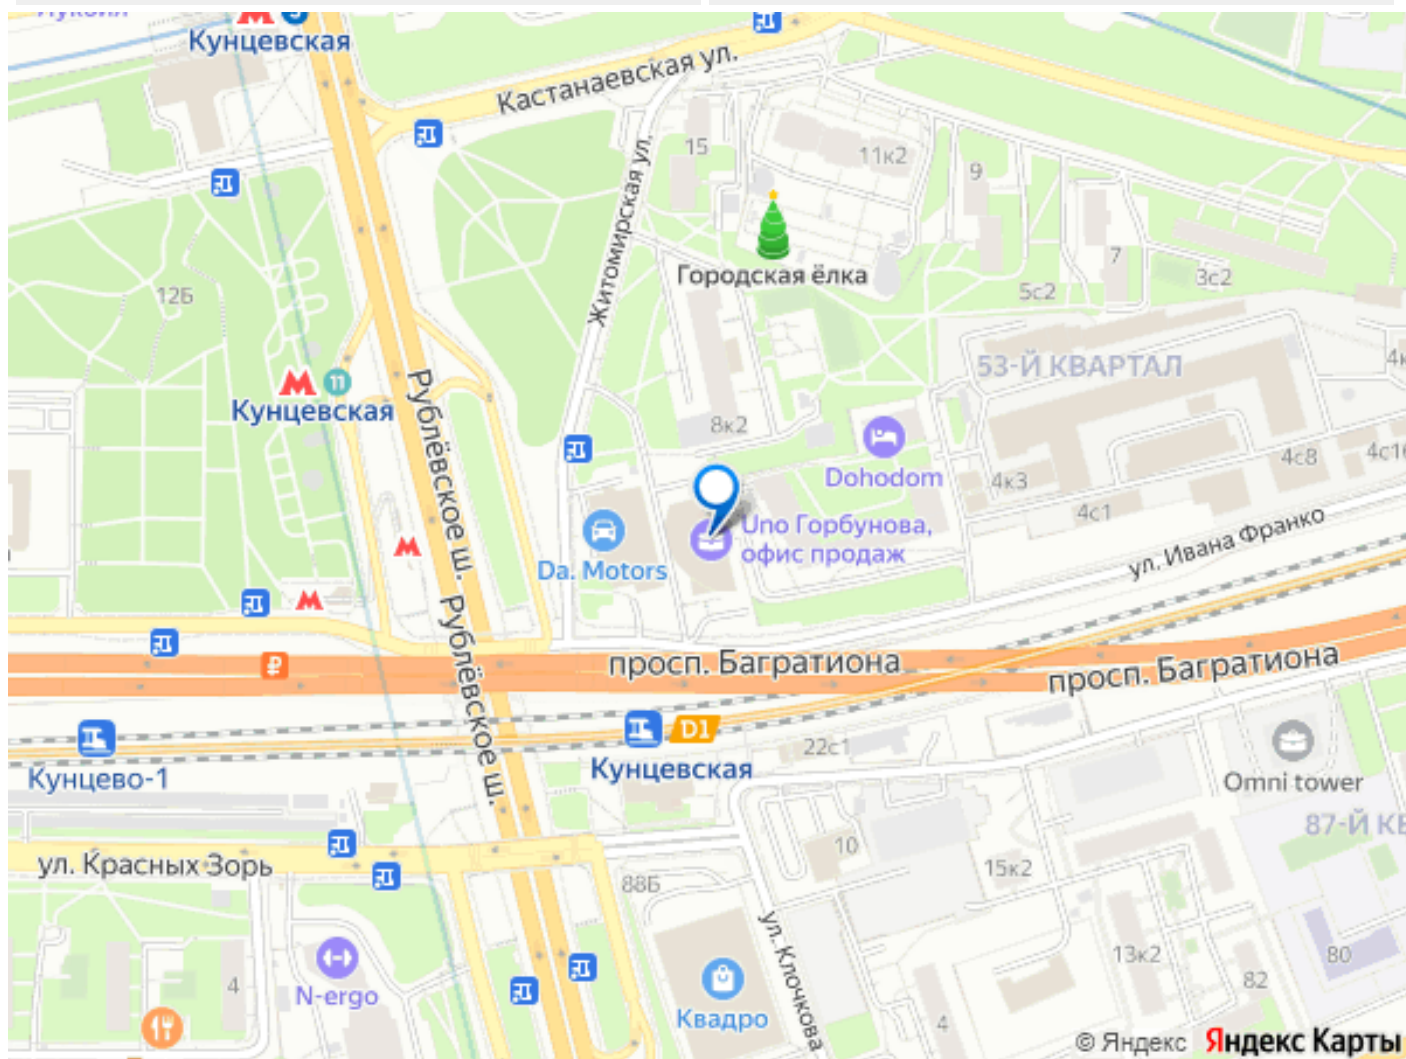 Лукойл
М 3
Кунцевская
Кастанаевская ул.
15
11к2
9
Житомирская ул.
7
3с2
Городская ёлка
5с2
12Б
53-Й КВАРТАЛ
М 11
Кунцевская
Рублёвское ш.
8к2
Dohodom
4с8
4к3
4с1
Uno Горбунова,
офис продаж
Da. Motors
ул. Ивана Франко
М
М
Рублёвское ш.
₽
просп. Багратиона
просп. Багратиона
D1
Кунцевская
22с1
Кунцево-1
Omni tower
ул. Красных Зорь
10
15к2
88Б
ул. Клочкова
13к2
80
82
4
N-ergo
Квадро
4
© Яндекс Яндекс Карты